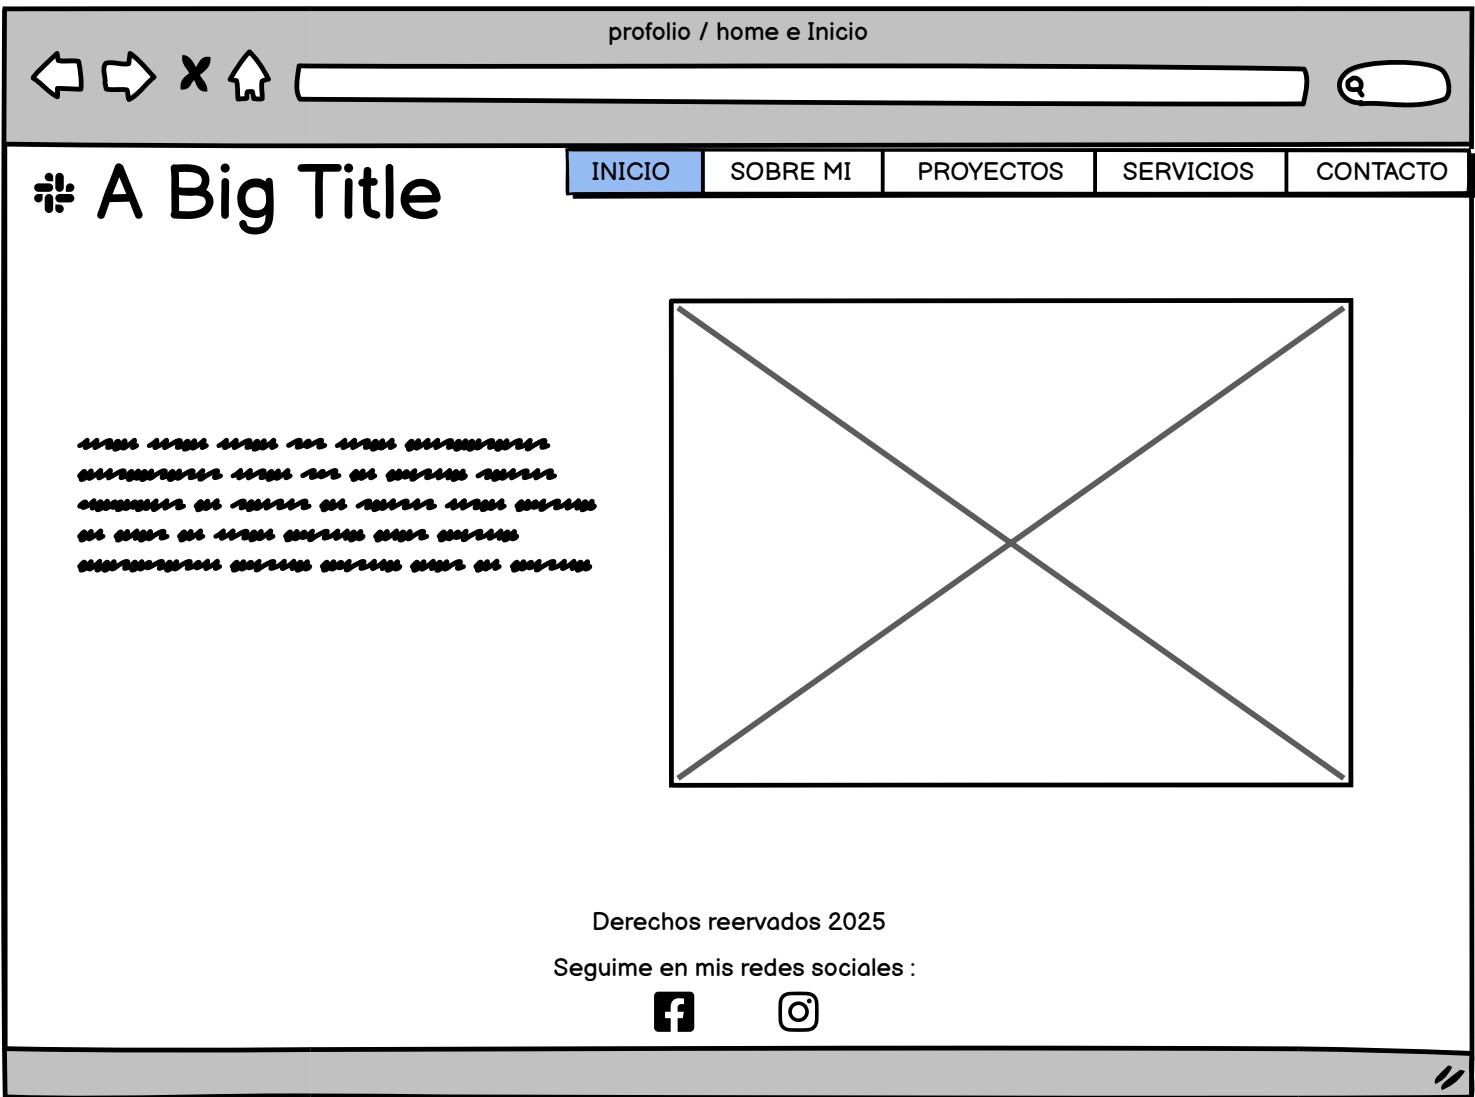 profolio / home e Inicio
A Big Title
INICIO SOBRE MI PROYECTOS SERVICIOS CONTACTO
Derechos reervados 2025
Seguime en mis redes sociales :